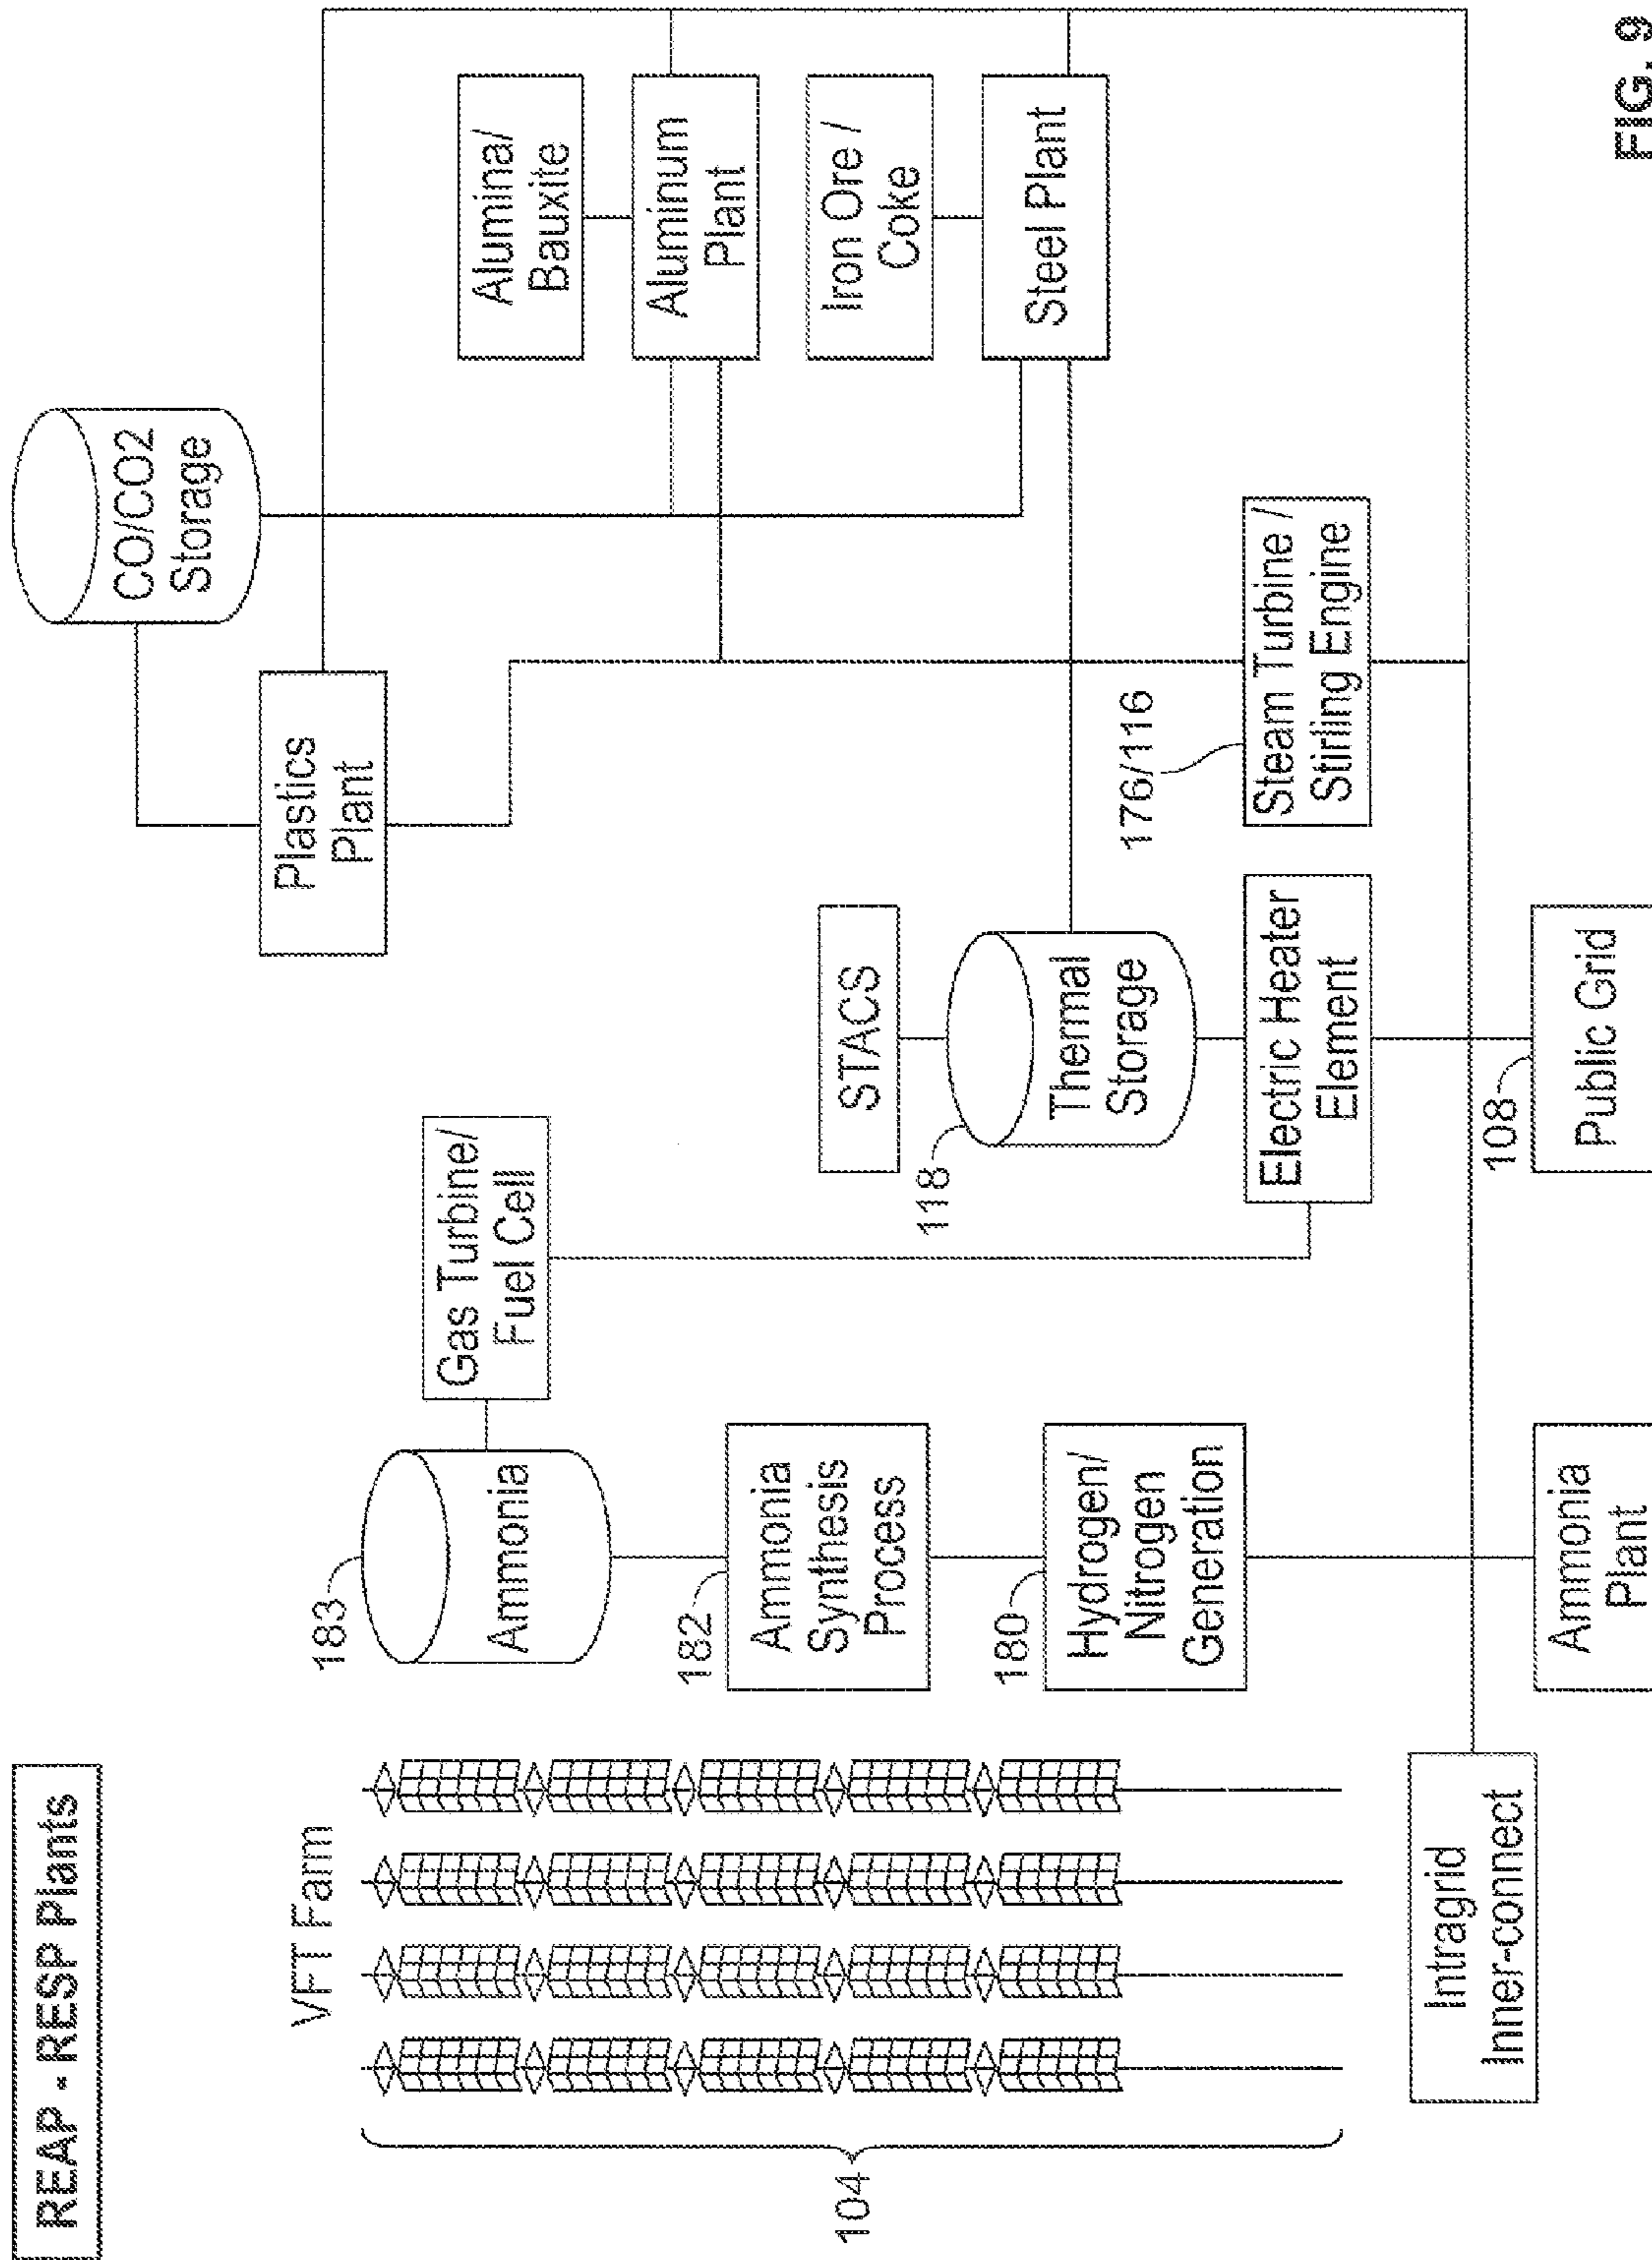 REAP - RESP Plants
VFT Farm
104
Intragrid
Inner-connect
183
Ammonia
182
Ammonia
Synthesis
Process
180
Hydrogen/
Nitrogen
Generation
Ammonia
Plant
Gas Turbine/
Fuel Cell
STACS
118
Thermal
Storage
Electric Heater
Element
108
Public Grid
Plastics
Plant
176/116
Steam Turbine /
Stirling Engine
CO/CO2
Storage
Alumina/
Bauxite
Aluminum
Plant
Iron Ore /
Coke
Steel Plant
FIG. 9